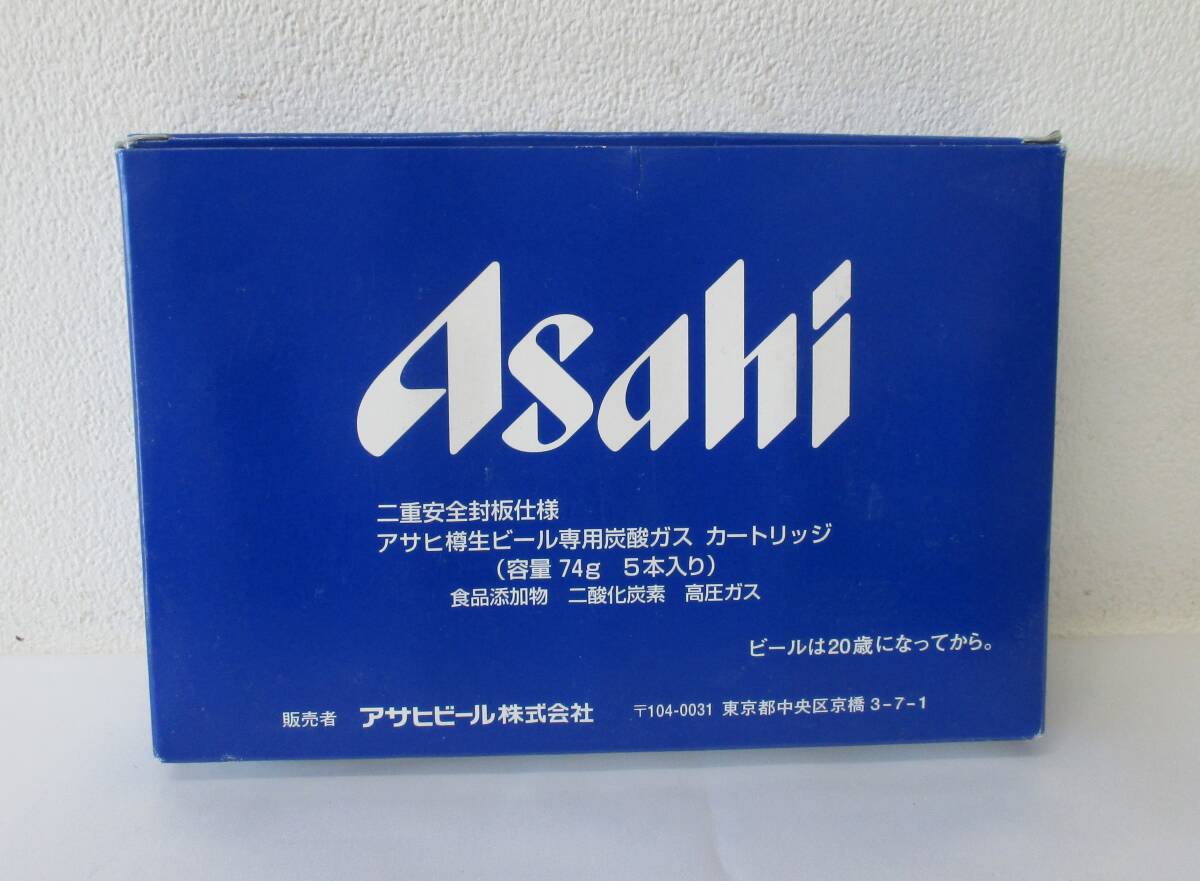 Asahi
二重安全封板仕様
アサヒ樽生ビール専用炭酸ガス カートリッジ
(容量 74g 5本入り)
食品添加物 二酸化炭素 高圧ガス
ビールは20歳になってから。
販売者 アサヒビール株式会社 〒104-0031 東京都中央区京橋 3-7-1